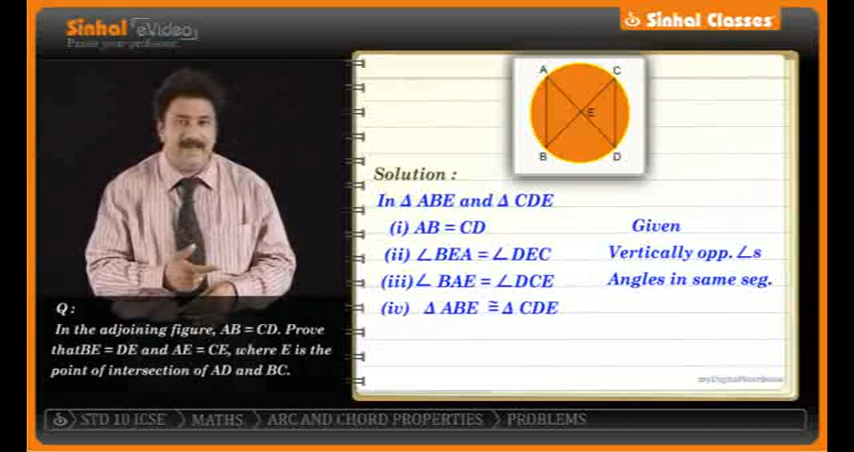 Sinhal eVideo
Sinhal Classes
A C
E
B D
Solution :
In Δ ABE and Δ CDE
(i) AB = CD Given
(ii) ∠BEA = ∠DEC Vertically opp. ∠s
(iii) ∠ BAE = ∠DCE Angles in same seg.
(iv) Δ ABE ≅ Δ CDE
Q :
In the adjoining figure, AB = CD. Prove
thatBE = DE and AE = CE, where E is the
point of intersection of AD and BC.
STD 10 ICSE MATHS ARC AND CHORD PROPERTIES PROBLEMS